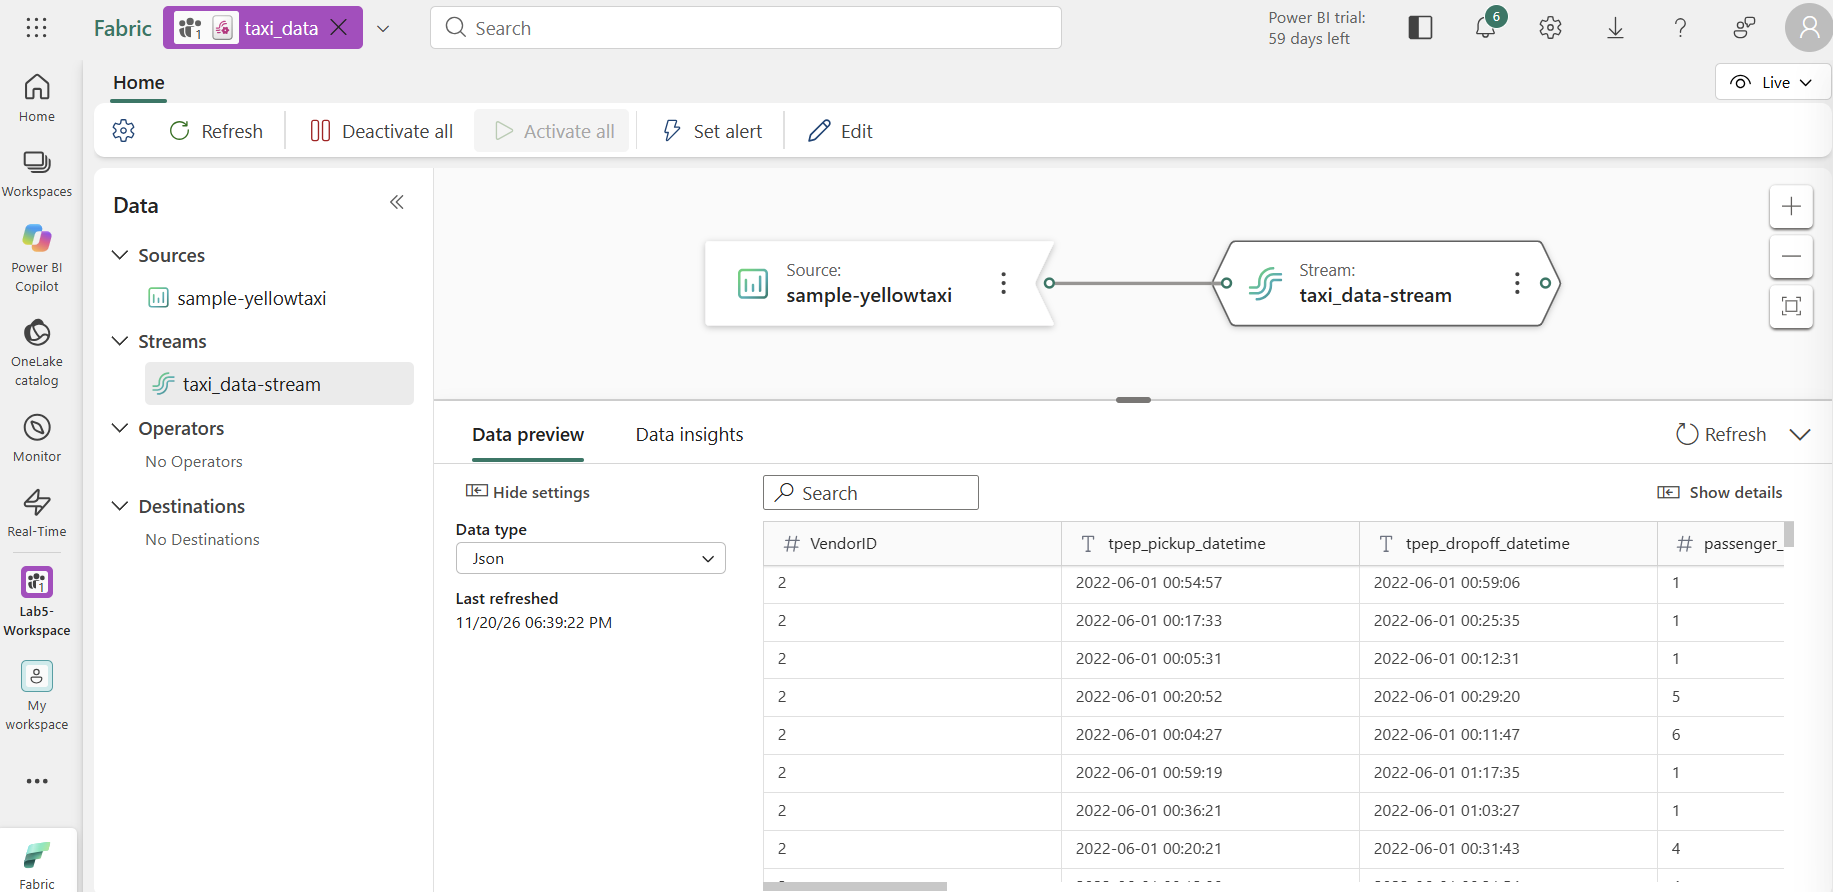 Fabric
1
taxi_data
Search
Power BI trial:
59 days left
6
Home
Live
Refresh
Deactivate all
Activate all
Set alert
Edit
Home
Workspaces
Power BI
Copilot
OneLake
catalog
Monitor
Real-Time
1
Lab5-
Workspace
My
workspace
Fabric
Data
Sources
sample-yellowtaxi
Streams
taxi_data-stream
Operators
No Operators
Destinations
No Destinations
Source:
sample-yellowtaxi
Stream:
taxi_data-stream
Data preview
Data insights
Refresh
Hide settings
Search
Show details
Data type
Json
Last refreshed
11/20/26 06:39:22 PM
# VendorID T tpep_pickup_datetime T tpep_dropoff_datetime # passenger_
2 2022-06-01 00:54:57 2022-06-01 00:59:06 1
2 2022-06-01 00:17:33 2022-06-01 00:25:35 1
2 2022-06-01 00:05:31 2022-06-01 00:12:31 1
2 2022-06-01 00:20:52 2022-06-01 00:29:20 5
2 2022-06-01 00:04:27 2022-06-01 00:11:47 6
2 2022-06-01 00:59:19 2022-06-01 01:17:35 1
2 2022-06-01 00:36:21 2022-06-01 01:03:27 1
2 2022-06-01 00:20:21 2022-06-01 00:31:43 4